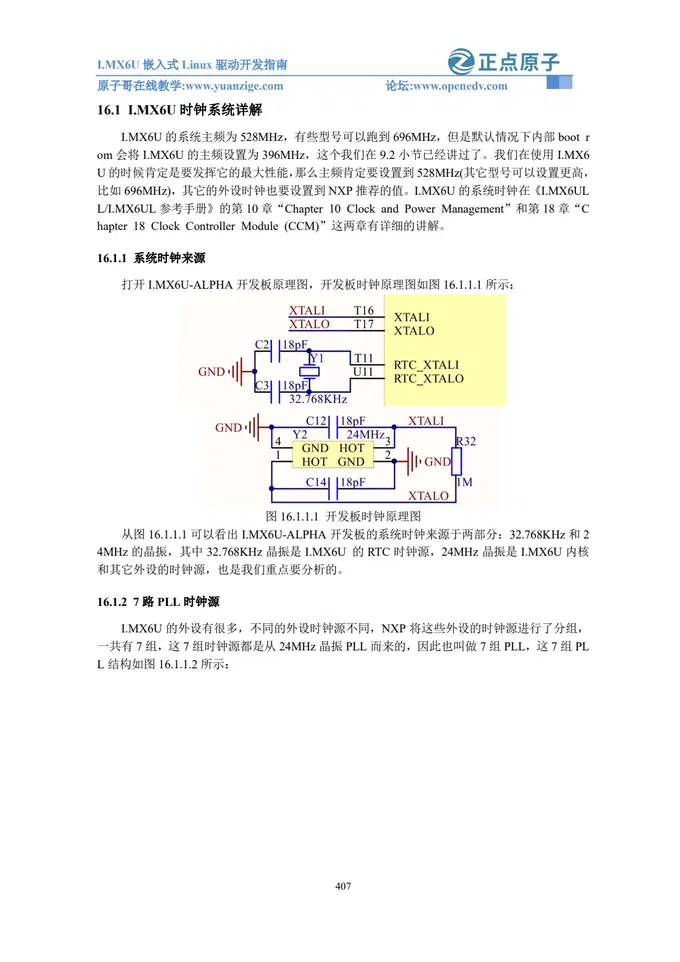 I.MX6U 嵌入式 Linux 驱动开发指南
正点原子
原子哥在线教学:www.yuanzige.com 论坛:www.openedv.com
16.1 I.MX6U 时钟系统详解
I.MX6U 的系统主频为 528MHz，有些型号可以跑到 696MHz，但是默认情况下内部 boot r
om 会将 I.MX6U 的主频设置为 396MHz，这个我们在 9.2 小节已经讲过了。我们在使用 I.MX6
U 的时候肯定是要发挥它的最大性能，那么主频肯定要设置到 528MHz(其它型号可以设置更高，
比如 696MHz)，其它的外设时钟也要设置到 NXP 推荐的值。I.MX6U 的系统时钟在《I.MX6UL
L/I.MX6UL 参考手册》的第 10 章“Chapter 10 Clock and Power Management”和第 18 章“C
hapter 18 Clock Controller Module (CCM)”这两章有详细的讲解。
16.1.1 系统时钟来源
打开 I.MX6U-ALPHA 开发板原理图，开发板时钟原理图如图 16.1.1.1 所示：
XTALI T16 XTALI
XTALO T17 XTALO
C2 18pF
Y1 T11 RTC_XTALI
GND U11 RTC_XTALO
C3 18pF
32.768KHz
GND C12 18pF XTALI
Y2 24MHz R32
4 GND HOT 3
1 HOT GND 2 GND
C14 18pF 1M
XTALO
图 16.1.1.1 开发板时钟原理图
从图 16.1.1.1 可以看出 I.MX6U-ALPHA 开发板的系统时钟来源于两部分：32.768KHz 和 2
4MHz 的晶振，其中 32.768KHz 晶振是 I.MX6U 的 RTC 时钟源，24MHz 晶振是 I.MX6U 内核
和其它外设的时钟源，也是我们重点要分析的。
16.1.2 7 路 PLL 时钟源
I.MX6U 的外设有很多，不同的外设时钟源不同，NXP 将这些外设的时钟源进行了分组，
一共有 7 组，这 7 组时钟源都是从 24MHz 晶振 PLL 而来的，因此也叫做 7 组 PLL，这 7 组 PL
L 结构如图 16.1.1.2 所示：
407